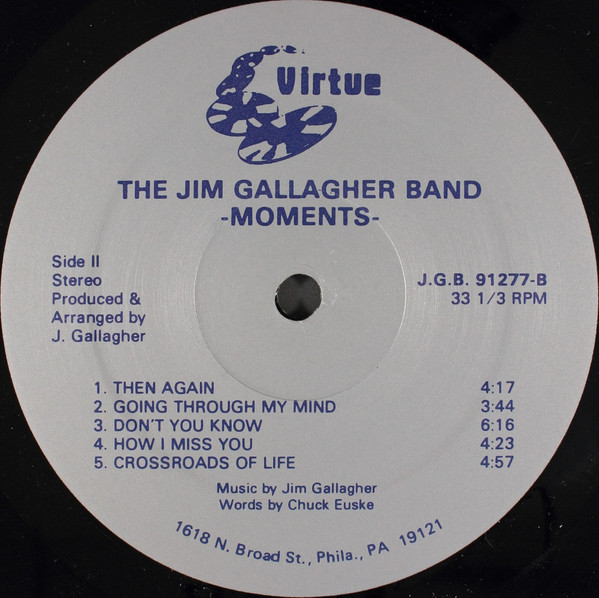 Virtue
THE JIM GALLAGHER BAND
-MOMENTS-
Side II
Stereo
Produced &
Arranged by
J. Gallagher
J.G.B. 91277-B
33 1/3 RPM
1. THEN AGAIN 4:17
2. GOING THROUGH MY MIND 3:44
3. DON'T YOU KNOW 6:16
4. HOW I MISS YOU 4:23
5. CROSSROADS OF LIFE 4:57
Music by Jim Gallagher
Words by Chuck Euske
1618 N. Broad St., Phila., PA 19121